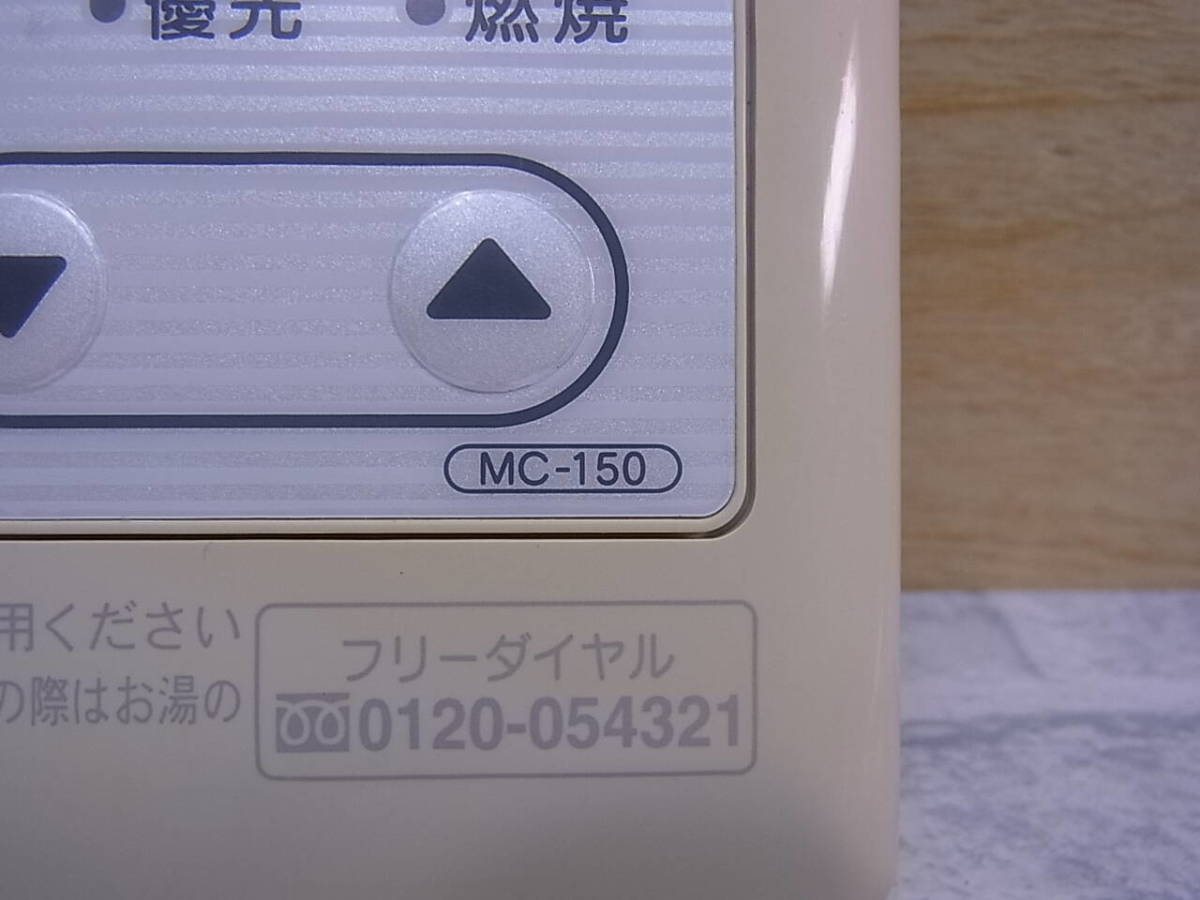 優先 燃焼
MC-150
用ください
の際はお湯の
フリーダイヤル
0120-054321